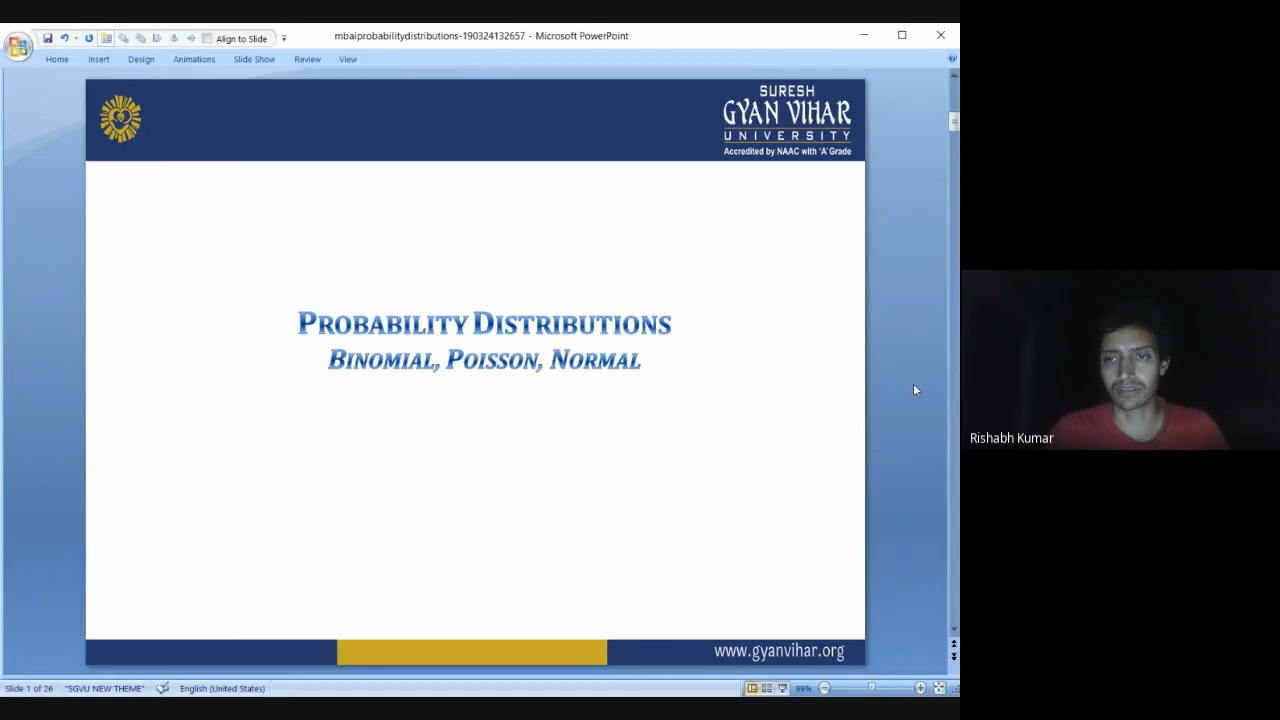 Align to Slide
mbaiprobabilitydistributions-190324132657 - Microsoft PowerPoint
Home Insert Design Animations Slide Show Review View
SURESH
GYAN VIHAR
UNIVERSITY
Accredited by NAAC with 'A' Grade
PROBABILITY DISTRIBUTIONS
BINOMIAL, POISSON, NORMAL
Rishabh Kumar
www.gyanvihar.org
Slide 1 of 26 "SGVU NEW THEME" English (United States) 99%